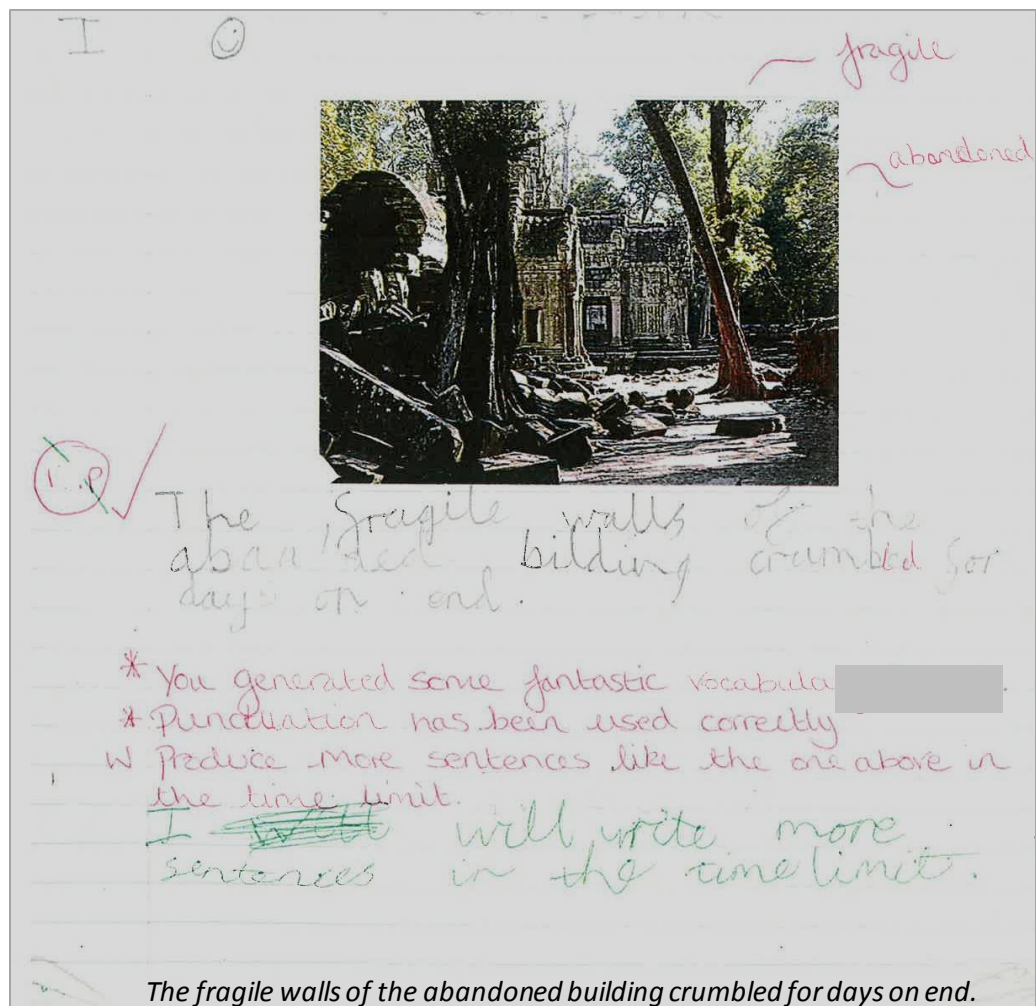 I
fragile
abandoned
The fragile walls of the
bilding crumbled for
days on end.
* You generated some fantastic vocabula
* Punctuation has been used correctly
W Produce more sentences like the one above in
the time limit.
I will will write more
sentences in the time limit.
The fragile walls of the abandoned building crumbled for days on end.